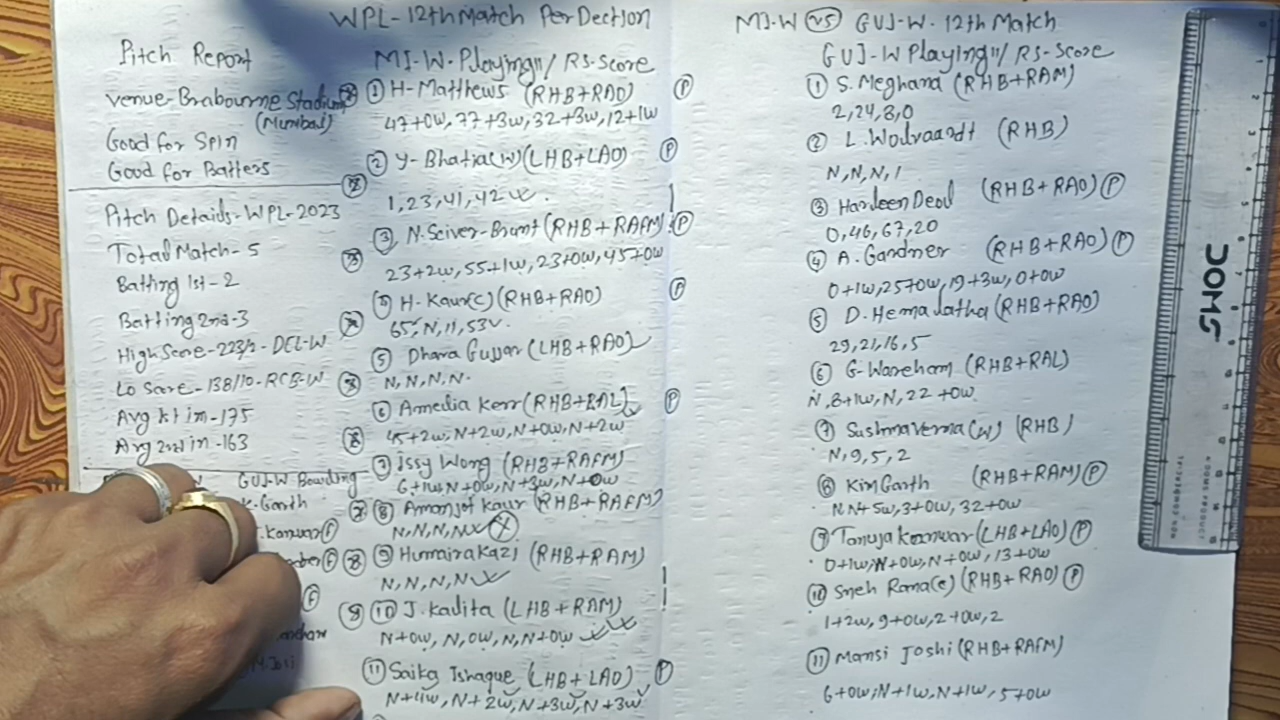 WPL-12thMatch PerDection
Pitch Report
Venue-Brabourne Stadium
(Mumbai)
Good for Spin
Good for Batters
Pitch Details-WPL-2023
Total Match-5
Batting 1st-2
Batting 2nd-3
High Score-223/2-DEL-W
Lo Score-138/10-RCB-W
Avg 1st in-175
Avg 2nd in-163
GUJ-W Bowling
K-Garth
MI-W-Playing11/RS-Score
① H-Matthews (RHB+RAO) Ⓟ
47+0W,77+3W,32+3W,12+1W
② Y-Bhatia(W)(LHB+LAO) Ⓟ
1,23,41,42
③ N.Sciver-Brunt(RHB+RAFM) Ⓟ
23+2W,55+1W,23+0W,45+0W
H-Kaur(C)(RHB+RAO) Ⓟ
65,N,11,53
⑤ Dhara Gujjar(LHB+RAO)
N,N,N,N.
⑥ Amedia Kerr(RHB+RAL) Ⓟ
45+2W,N+2W,N+0W,N+2W
⑦ Issy Wong (RHB+RAFM)
6+1W,N+0W,N+3W,N+0W
⑧ Amanjot Kaur (RHB+RAFM)
N,N,N,N
⑨ Humaira Kazi (RHB+RAM)
N,N,N,N
⑩ J.Kalita (LHB+RAM)
N+0W,N,0W,N,N+0W
⑪ Saika Ishaque (LHB+LAO) Ⓟ
N+4W,N+2W,N+3W,N+3W
MI-W VS GUJ-W. 12th Match
GUJ-W Playing11/RS-Score
① S.Meghana (RHB+RAM)
2,24,8,0
② L.Wolvaardt (RHB)
N,N,N,1
③ Harleen Deol (RHB+RAO) Ⓟ
0,46,67,20
④ A.Gardner (RHB+RAO) Ⓟ
0+1W,25+0W,19+3W,0+0W
⑤ D.Hemalatha (RHB+RAO)
29,21,16,5
⑥ G-Wareham (RHB+RAL)
N,8+1W,N,22+0W
⑦ Sushma Verma(W) (RHB)
N,9,5,2
⑧ Kim Garth (RHB+RAM) Ⓟ
N,N+5W,3+0W,32+0W
⑨ Tanuja Kanwar (LHB+LAO) Ⓟ
0+1W,N+0W,N+0W,13+0W
⑩ Sneh Rana(C)(RHB+RAO) Ⓟ
1+2W,9+0W,2+0W,2
⑪ Mansi Joshi(RHB+RAFM)
6+0W,N+1W,N+1W,5+0W
DOMS